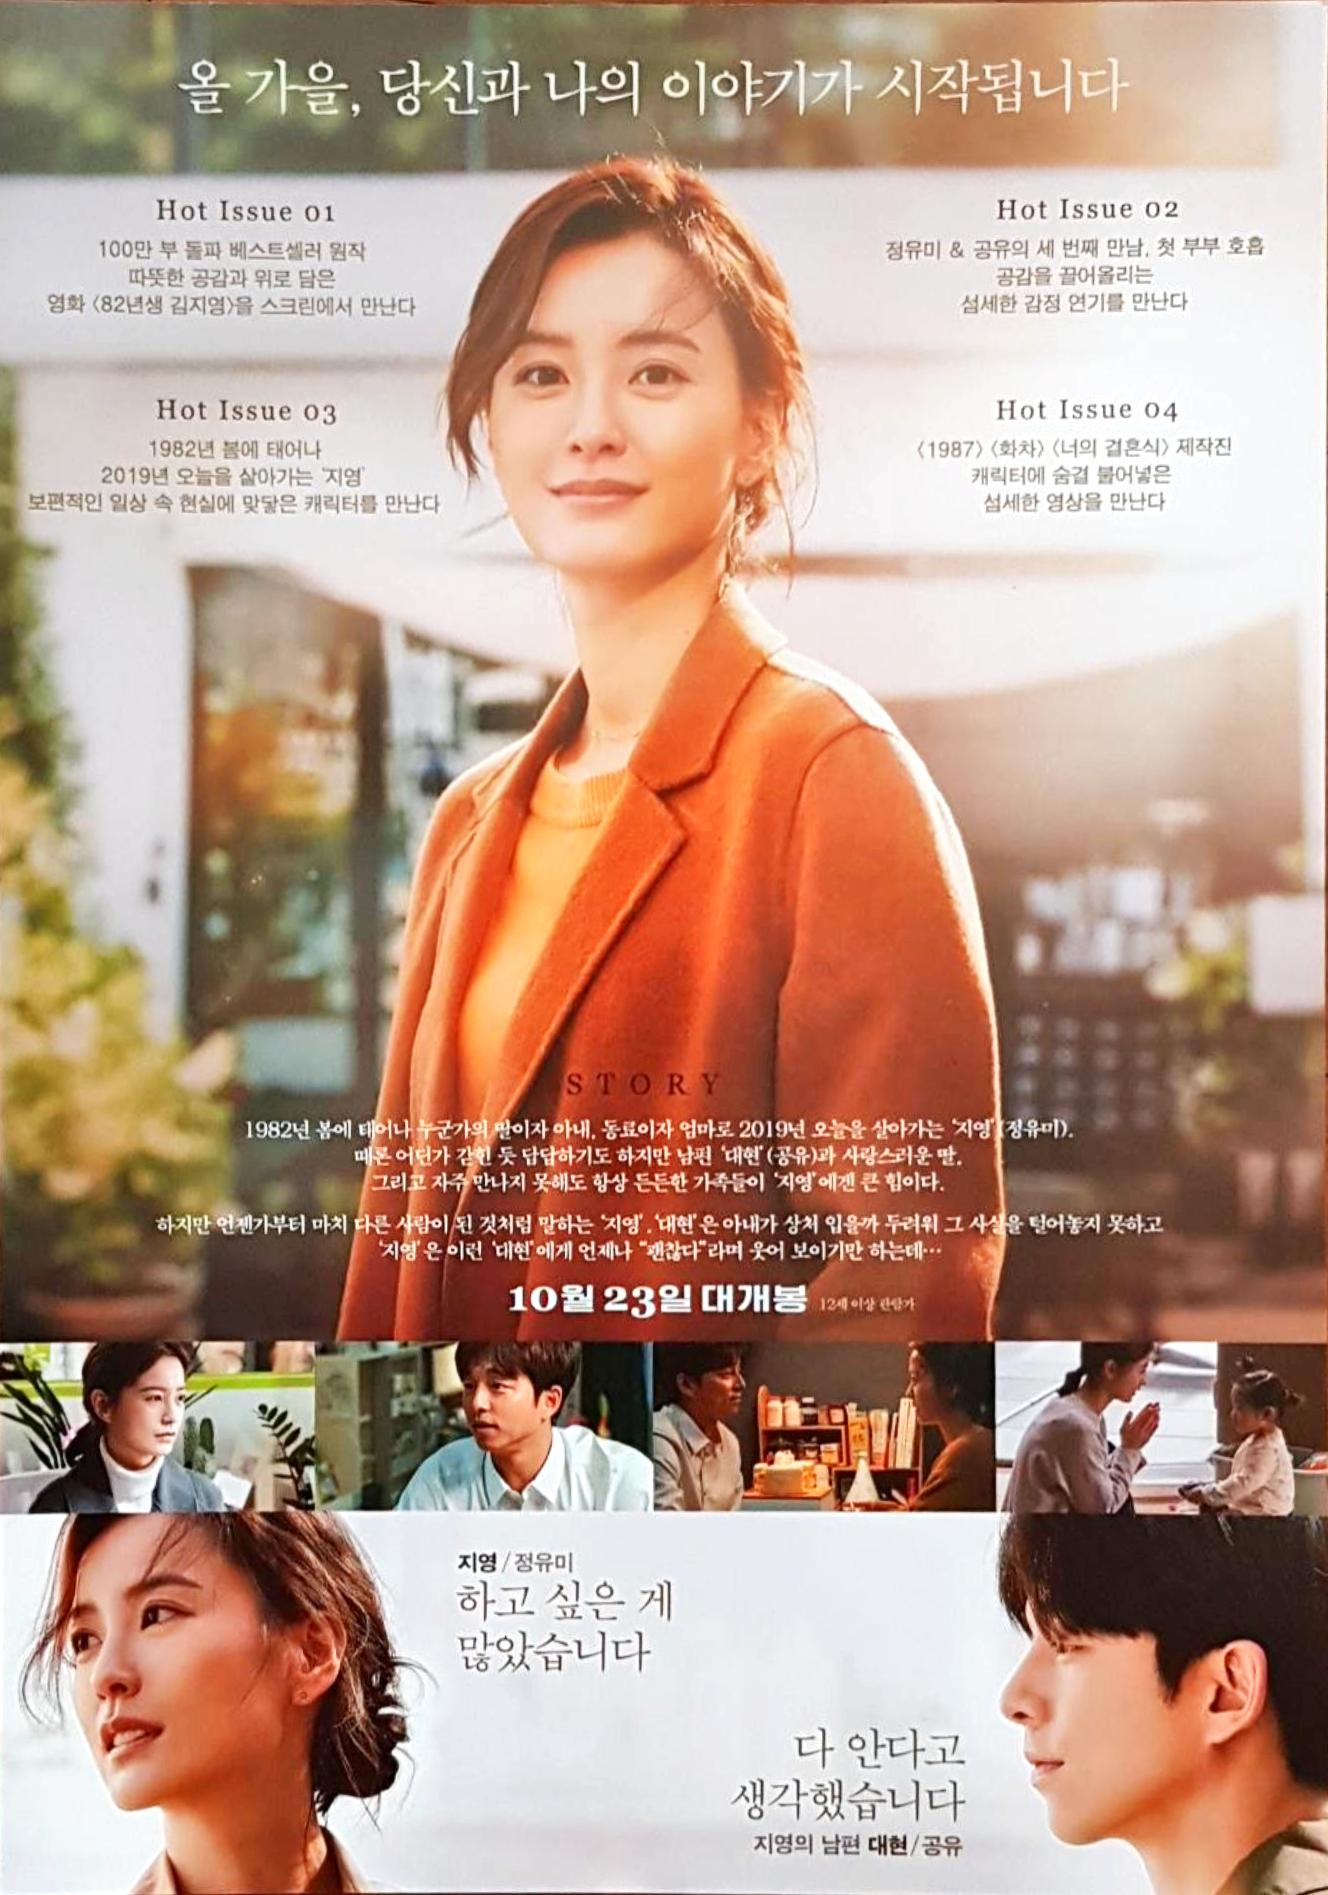 올 가을, 당신과 나의 이야기가 시작됩니다
Hot Issue 01
100만 부 돌파 베스트셀러 원작
따뜻한 공감과 위로 담은
영화 〈82년생 김지영〉을 스크린에서 만난다
Hot Issue 02
정유미 & 공유의 세 번째 만남, 첫 부부 호흡
공감을 끌어올리는
섬세한 감정 연기를 만난다
Hot Issue 03
1982년 봄에 태어나
2019년 오늘을 살아가는 '지영'
보편적인 일상 속 현실에 맞닿은 캐릭터를 만난다
Hot Issue 04
〈1987〉 〈화차〉 〈너의 결혼식〉 제작진
캐릭터에 숨결 불어넣은
섬세한 영상을 만난다
STORY
1982년 봄에 태어나 누군가의 딸이자 아내, 동료이자 엄마로 2019년 오늘을 살아가는 '지영'(정유미).
때론 어딘가 갇힌 듯 답답하기도 하지만 남편 '대현'(공유)과 사랑스러운 딸,
그리고 자주 만나지 못해도 항상 든든한 가족들이 '지영'에겐 큰 힘이다.
하지만 언젠가부터 마치 다른 사람이 된 것처럼 말하는 '지영'. '대현'은 아내가 상처 입을까 두려워 그 사실을 털어놓지 못하고
'지영'은 이런 '대현'에게 언제나 “괜찮다”라며 웃어 보이기만 하는데…
10월 23일 대개봉 12세 이상 관람가
지영 / 정유미
하고 싶은 게
많았습니다
다 안다고
생각했습니다
지영의 남편 대현/공유